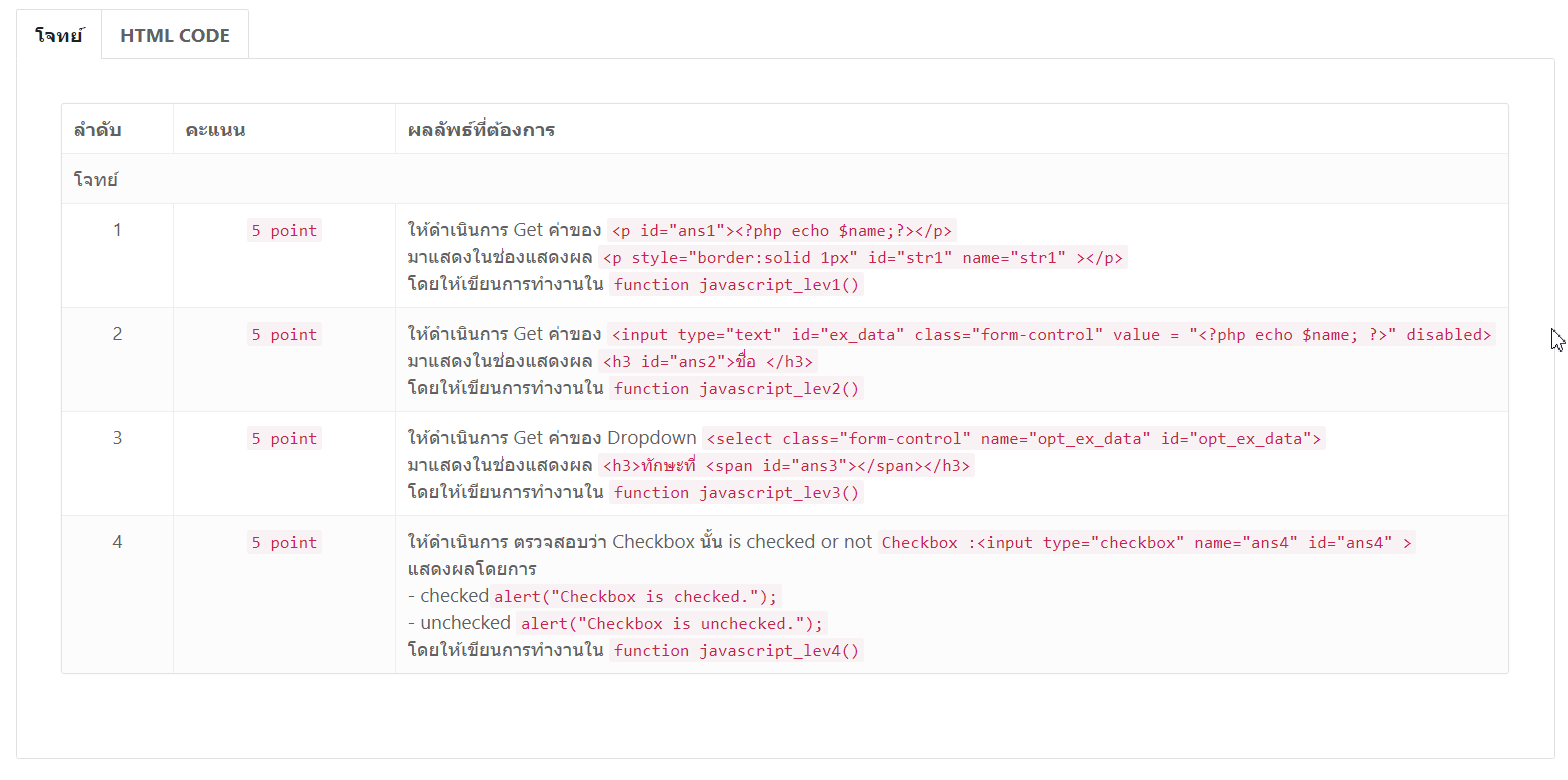 โจทย์ HTML CODE
ลำดับ คะแนน ผลลัพธ์ที่ต้องการ
โจทย์
1 5 point ให้ดำเนินการ Get ค่าของ <p id="ans1"><?php echo $name;?></p>
มาแสดงในช่องแสดงผล <p style="border:solid 1px" id="str1" name="str1" ></p>
โดยให้เขียนการทำงานใน function javascript_lev1()
2 5 point ให้ดำเนินการ Get ค่าของ <input type="text" id="ex_data" class="form-control" value = "<?php echo $name; ?>" disabled>
มาแสดงในช่องแสดงผล <h3 id="ans2">ชื่อ </h3>
โดยให้เขียนการทำงานใน function javascript_lev2()
3 5 point ให้ดำเนินการ Get ค่าของ Dropdown <select class="form-control" name="opt_ex_data" id="opt_ex_data">
มาแสดงในช่องแสดงผล <h3>ทักษะที่ <span id="ans3"></span></h3>
โดยให้เขียนการทำงานใน function javascript_lev3()
4 5 point ให้ดำเนินการ ตรวจสอบว่า Checkbox นั้น is checked or not Checkbox :<input type="checkbox" name="ans4" id="ans4" >
แสดงผลโดยการ
- checked alert("Checkbox is checked.");
- unchecked alert("Checkbox is unchecked.");
โดยให้เขียนการทำงานใน function javascript_lev4()